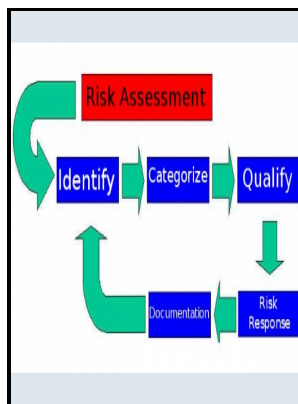 Risk Assessment
Identify
Categorize
Qualify
Documentation
Risk
Response